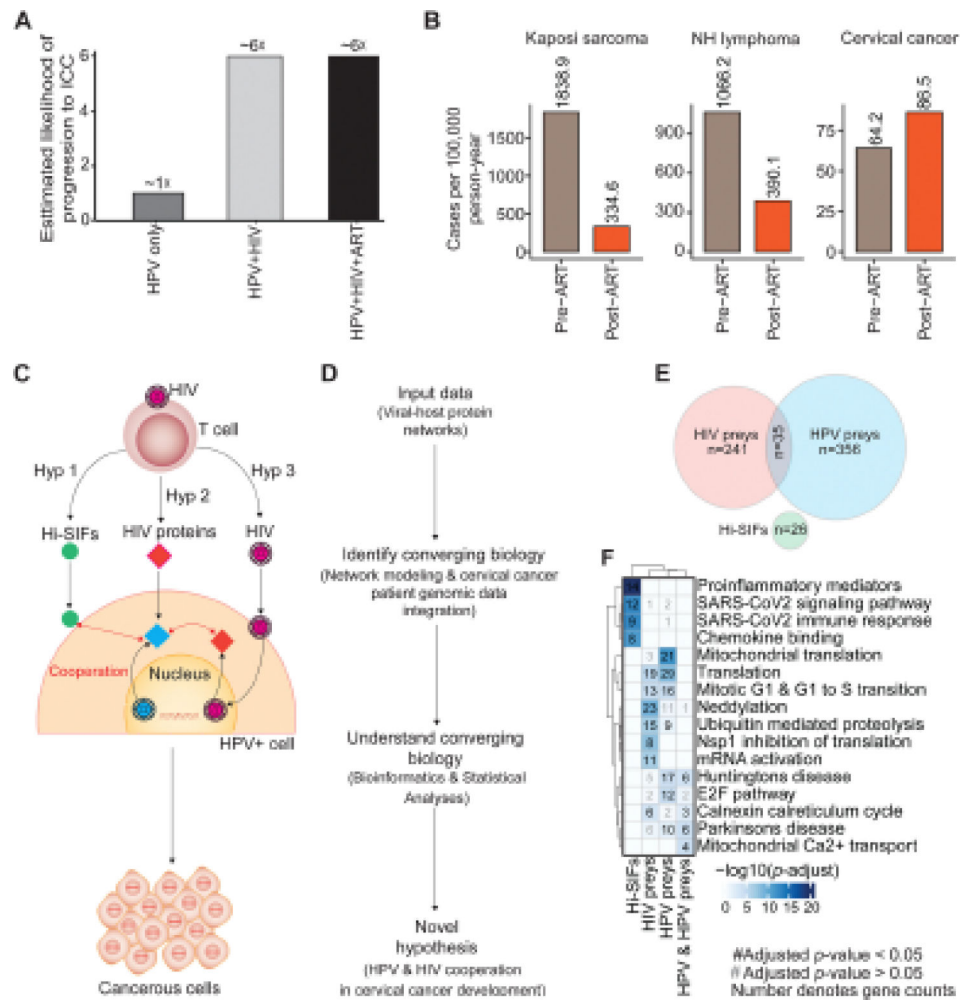 A
Esttimated likelihood of
progression to ICC
6
4
2
0
~1x
~6x
~6x
HPV only
HPV+HIV
HPV+HIV+ART
B
Kaposi sarcoma
NH lymphoma
Cervical cancer
Cases per 100,000
person-year
1500
1000
500
0
1838.9
334.6
Pre-ART
Post-ART
900
600
300
0
1066.2
390.1
Pre-ART
Post-ART
75
50
25
0
64.2
86.5
Pre-ART
Post-ART
C
HIV
T cell
Hyp 1
Hyp 2
Hyp 3
Hi-SIFs
HIV proteins
HIV
Cooperation
Nucleus
HPV+ cell
Cancerous cells
D
Input data
(Viral-host protein
networks)
Identify converging biology
(Network modeling & cervical cancer
patient genomic data
integration)
Understand converging
biology
(Bioinformatics & Statistical
Analyses)
Novel
hypothesis
(HPV & HIV cooperation
in cervical cancer development)
E
HIV preys
n=241
n=35
HPV preys
n=356
Hi-SIFs
n=26
F
Proinflammatory mediators
12 1 2 SARS-CoV2 signaling pathway
9 1 SARS-CoV2 immune response
Chemokine binding
3 21 Mitochondrial translation
19 29 Translation
13 16 Mitotic G1 & G1 to S transition
23 11 1 Neddylation
15 9 Ubiquitin mediated proteolysis
8 Nsp1 inhibition of translation
11 mRNA activation
17 6 Huntingtons disease
2 12 2 E2F pathway
6 2 3 Calnexin calreticulum cycle
6 10 6 Parkinsons disease
4 Mitochondrial Ca2+ transport
Hi-SIFs
HIV preys
HPV preys
HPV & HPV preys
−log10(p-adjust)
0 5 10 15 20
#Adjusted p-value < 0.05
# Adjusted p-value > 0.05
Number denotes gene counts